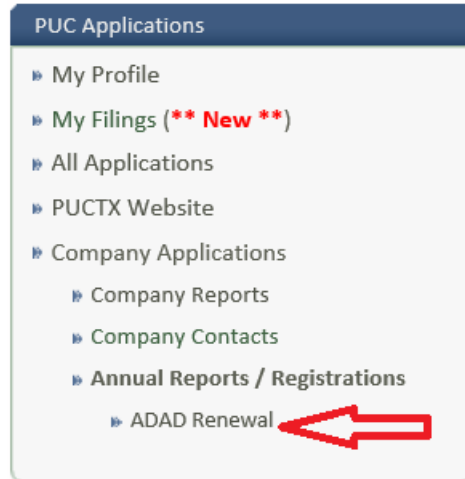 PUC Applications
My Profile
My Filings (** New **)
All Applications
PUCTX Website
Company Applications
Company Reports
Company Contacts
Annual Reports / Registrations
ADAD Renewal